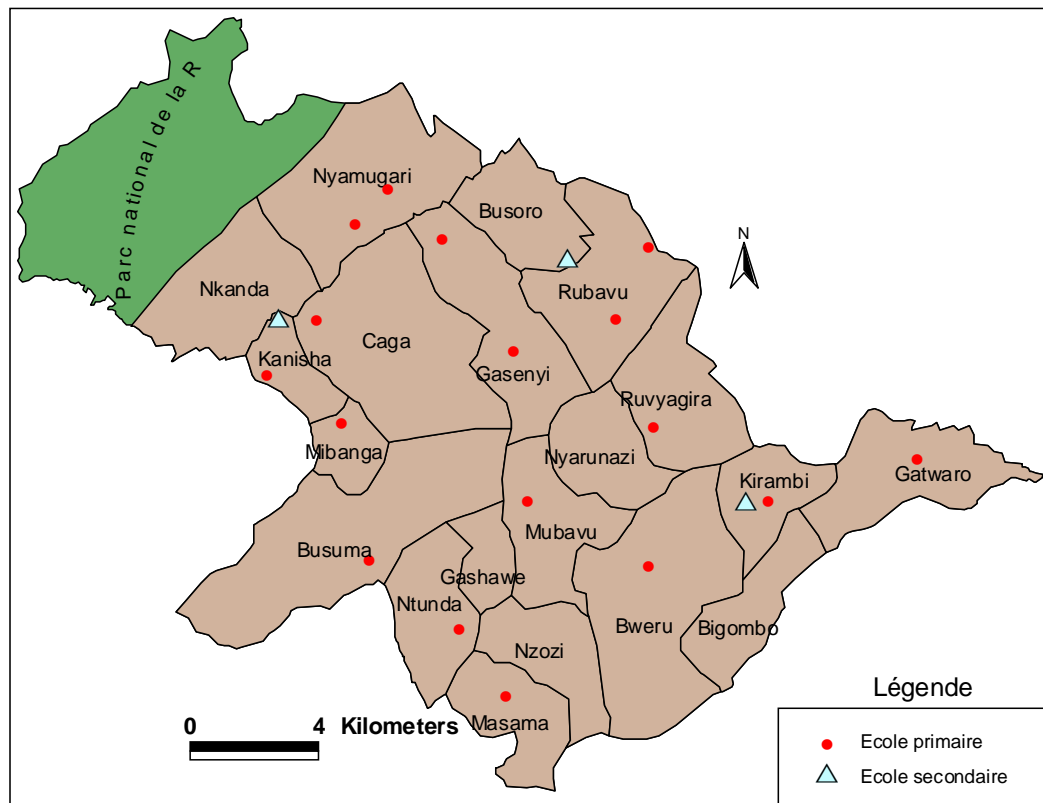 Parc national de la R
Nyamugari
Busoro
N
Nkanda
Rubavu
Caga
Kanisha
Gasenyi
Ruvyagira
Mibanga
Nyarunazi
Kirambi
Gatwaro
Mubavu
Busuma
Gashawe
Ntunda
Bweru
Bigombo
Nzozi
Masama
0 4 Kilometers
Légende
Ecole primaire
Ecole secondaire